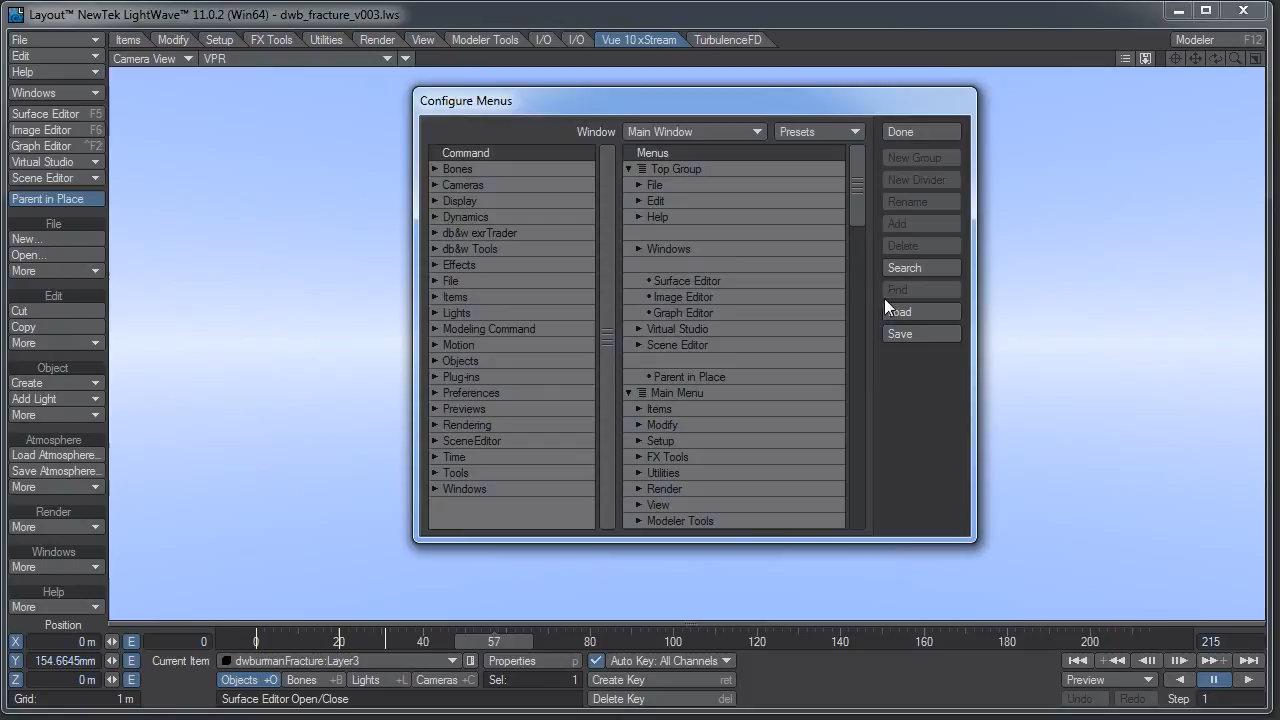 Layout™ NewTek LightWave™ 11.0.2 (Win64) - dwb_fracture_v003.lws
File
Items
Modify
Setup
FX Tools
Utilities
Render
View
Modeler Tools
I/O
I/O
Vue 10 xStream
TurbulenceFD
Modeler F12
Edit
Camera View
VPR
Help
Windows
Surface Editor F5
Image Editor F6
Graph Editor ^F2
Virtual Studio
Scene Editor
Parent in Place
File
New...
Open...
More
Edit
Cut
Copy
More
Object
Create
Add Light
More
Atmosphere
Load Atmosphere...
Save Atmosphere...
More
Render
More
Windows
More
Help
More
Configure Menus
Window
Main Window
Presets
Command
Bones
Cameras
Display
Dynamics
db&w exrTrader
db&w Tools
Effects
File
Items
Lights
Modeling Command
Motion
Objects
Plug-ins
Preferences
Previews
Rendering
SceneEditor
Time
Tools
Windows
Menus
Top Group
File
Edit
Help
Windows
Surface Editor
Image Editor
Graph Editor
Virtual Studio
Scene Editor
Parent in Place
Main Menu
Items
Modify
Setup
FX Tools
Utilities
Render
View
Modeler Tools
Done
New Group
New Divider
Rename
Add
Delete
Search
Find
Load
Save
Position
X 0 m E 0
0 20 40 57 80 100 120 140 160 180 200 215
Y 154.6645mm E
Current Item
dwbumanFracture:Layer3
Properties p
Auto Key: All Channels
Z 0 m E
Objects +O
Bones +B
Lights +L
Cameras +C
Sel: 1
Create Key ret
Preview
Grid: 1 m
Surface Editor Open/Close
Delete Key del
Undo
Redo
Step 1